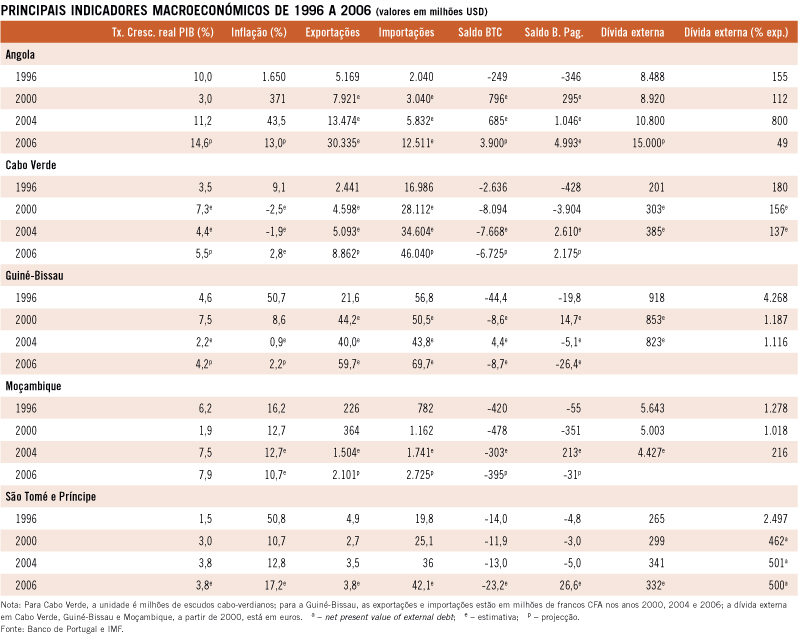 PRINCIPAIS INDICADORES MACROECONÓMICOS DE 1996 A 2006 (valores em milhões USD)
Tx. Cresc. real PIB (%) Inflação (%) Exportações Importações Saldo BTC Saldo B. Pag. Dívida externa Dívida externa (% exp.)
Angola
1996 10,0 1.650 5.169 2.040 -249 -346 8.488 155
2000 3,0 371 7.921ᵉ 3.040ᵉ 796ᵉ 295ᵉ 8.920 112
2004 11,2 43,5 13.474ᵉ 5.832ᵉ 685ᵉ 1.046ᵉ 10.800 800
2006 14,6ᵖ 13,0ᵖ 30.335ᵉ 12.511ᵉ 3.900ᵖ 4.993ᵉ 15.000ᵖ 49
Cabo Verde
1996 3,5 9,1 2.441 16.986 -2.636 -428 201 180
2000 7,3ᵉ -2,5ᵉ 4.598ᵉ 28.112ᵉ -8.094 -3.904 303ᵉ 156ᵉ
2004 4,4ᵉ -1,9ᵉ 5.093ᵉ 34.604ᵉ -7.668ᵉ 2.610ᵉ 385ᵉ 137ᵉ
2006 5,5ᵖ 2,8ᵉ 8.862ᵖ 46.040ᵖ -6.725ᵖ 2.175ᵖ
Guiné-Bissau
1996 4,6 50,7 21,6 56,8 -44,4 -19,8 918 4.268
2000 7,5 8,6 44,2ᵉ 50,5ᵉ -8,6ᵉ 14,7ᵉ 853ᵉ 1.187
2004 2,2ᵉ 0,9ᵉ 40,0ᵉ 43,8ᵉ 4,4ᵉ -5,1ᵉ 823ᵉ 1.116
2006 4,2ᵖ 2,2ᵖ 59,7ᵉ 69,7ᵉ -8,7ᵉ -26,4ᵉ
Moçambique
1996 6,2 16,2 226 782 -420 -55 5.643 1.278
2000 1,9 12,7 364 1.162 -478 -351 5.003 1.018
2004 7,5 12,7ᵉ 1.504ᵉ 1.741ᵉ -303ᵉ 213ᵉ 4.427ᵉ 216
2006 7,9 10,7ᵉ 2.101ᵖ 2.725ᵖ -395ᵖ -31ᵖ
São Tomé e Príncipe
1996 1,5 50,8 4,9 19,8 -14,0 -4,8 265 2.497
2000 3,0 10,7 2,7 25,1 -11,9 -3,0 299 462ᵃ
2004 3,8 12,8 3,5 36 -13,0 -5,0 341 501ᵃ
2006 3,8ᵉ 17,2ᵉ 3,8ᵉ 42,1ᵉ -23,2ᵉ 26,6ᵉ 332ᵉ 500ᵃ
Nota: Para Cabo Verde, a unidade é milhões de escudos cabo-verdianos; para a Guiné-Bissau, as exportações e importações estão em milhões de francos CFA nos anos 2000, 2004 e 2006; a dívida externa
em Cabo Verde, Guiné-Bissau e Moçambique, a partir de 2000, está em euros. ᵃ – net present value of external debt; ᵉ – estimativa; ᵖ – projecção.
Fonte: Banco de Portugal e IMF.